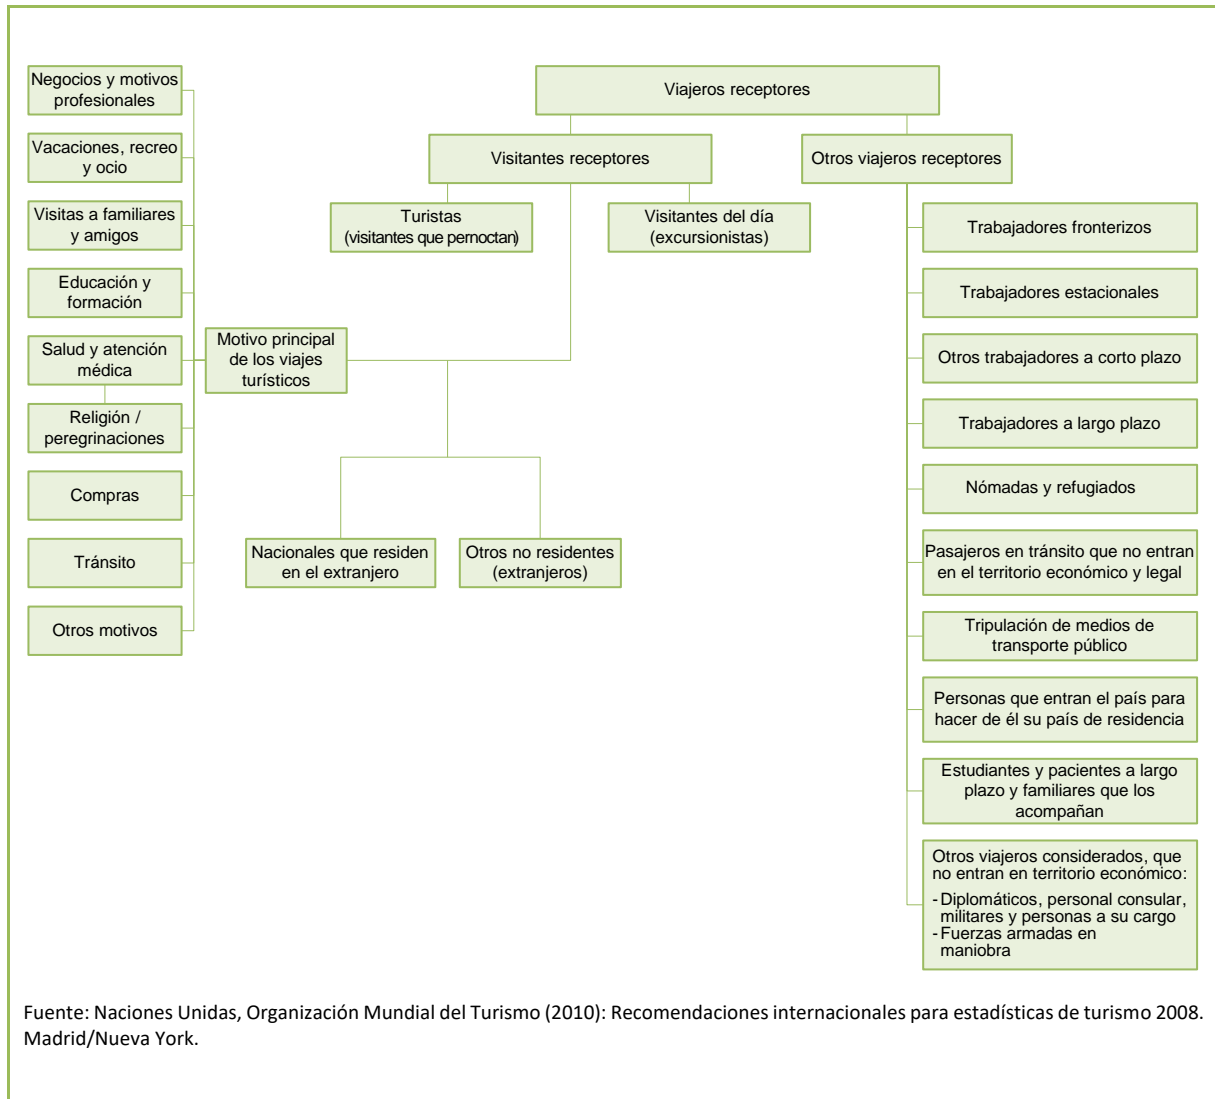 Viajeros receptores
Visitantes receptores
Otros viajeros receptores
Turistas
(visitantes que pernoctan)
Visitantes del día
(excursionistas)
Negocios y motivos
profesionales
Vacaciones, recreo
y ocio
Visitas a familiares
y amigos
Educación y
formación
Salud y atención
médica
Religión /
peregrinaciones
Compras
Tránsito
Otros motivos
Motivo principal
de los viajes
turísticos
Nacionales que residen
en el extranjero
Otros no residentes
(extranjeros)
Trabajadores fronterizos
Trabajadores estacionales
Otros trabajadores a corto plazo
Trabajadores a largo plazo
Nómadas y refugiados
Pasajeros en tránsito que no entran
en el territorio económico y legal
Tripulación de medios de
transporte público
Personas que entran el país para
hacer de él su país de residencia
Estudiantes y pacientes a largo
plazo y familiares que los
acompañan
Otros viajeros considerados, que
no entran en territorio económico:
- Diplomáticos, personal consular,
militares y personas a su cargo
- Fuerzas armadas en
maniobra
Fuente: Naciones Unidas, Organización Mundial del Turismo (2010): Recomendaciones internacionales para estadísticas de turismo 2008.
Madrid/Nueva York.